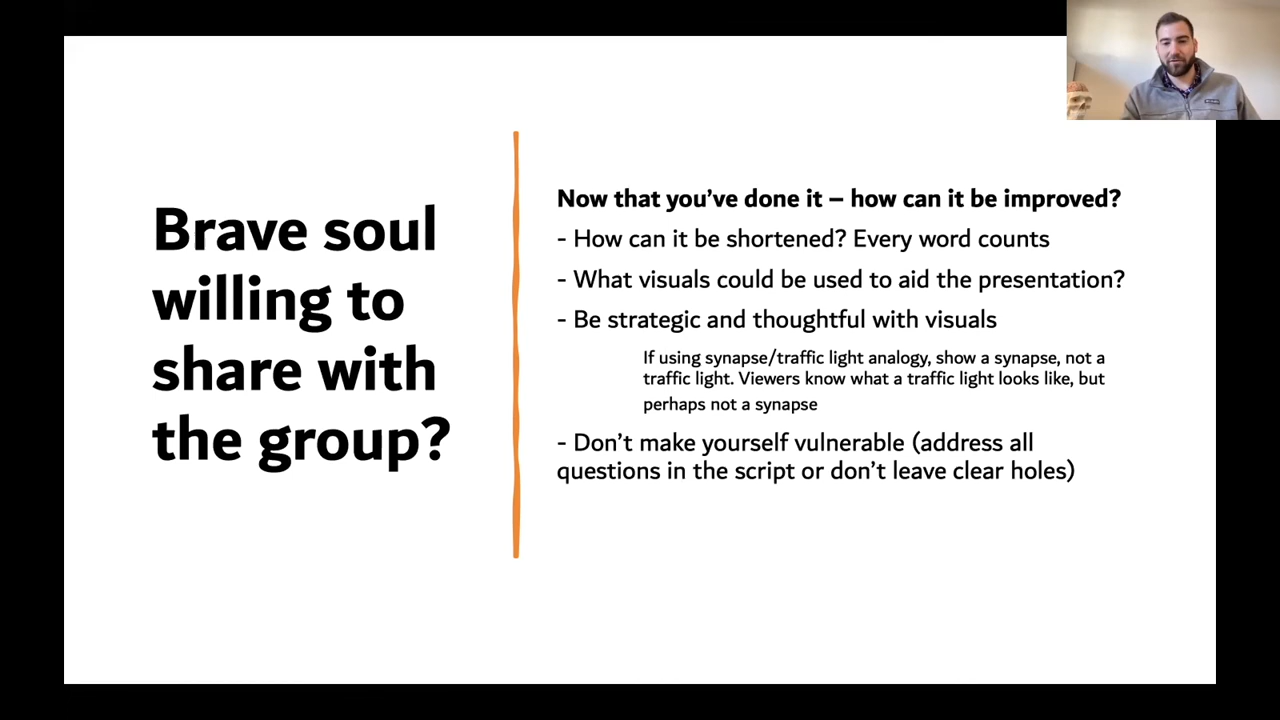 Brave soul
willing to
share with
the group?
Now that you’ve done it – how can it be improved?
- How can it be shortened? Every word counts
- What visuals could be used to aid the presentation?
- Be strategic and thoughtful with visuals
If using synapse/traffic light analogy, show a synapse, not a
traffic light. Viewers know what a traffic light looks like, but
perhaps not a synapse
- Don’t make yourself vulnerable (address all
questions in the script or don’t leave clear holes)